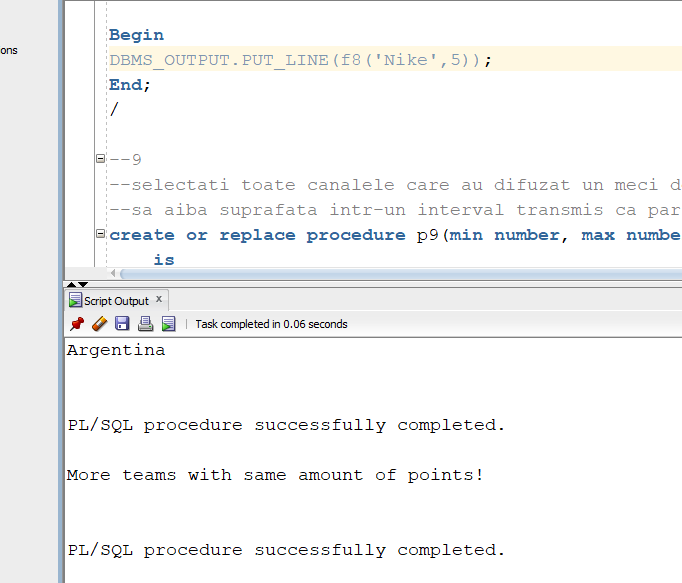 ons
Begin
DBMS_OUTPUT.PUT_LINE(f8('Nike',5));
End;
/
--9
--selectati toate canalele care au difuzat un meci d
--sa aiba suprafata intr-un interval transmis ca par
create or replace procedure p9(min number, max numbe
is
Script Output x
Task completed in 0.06 seconds
Argentina
PL/SQL procedure successfully completed.
More teams with same amount of points!
PL/SQL procedure successfully completed.